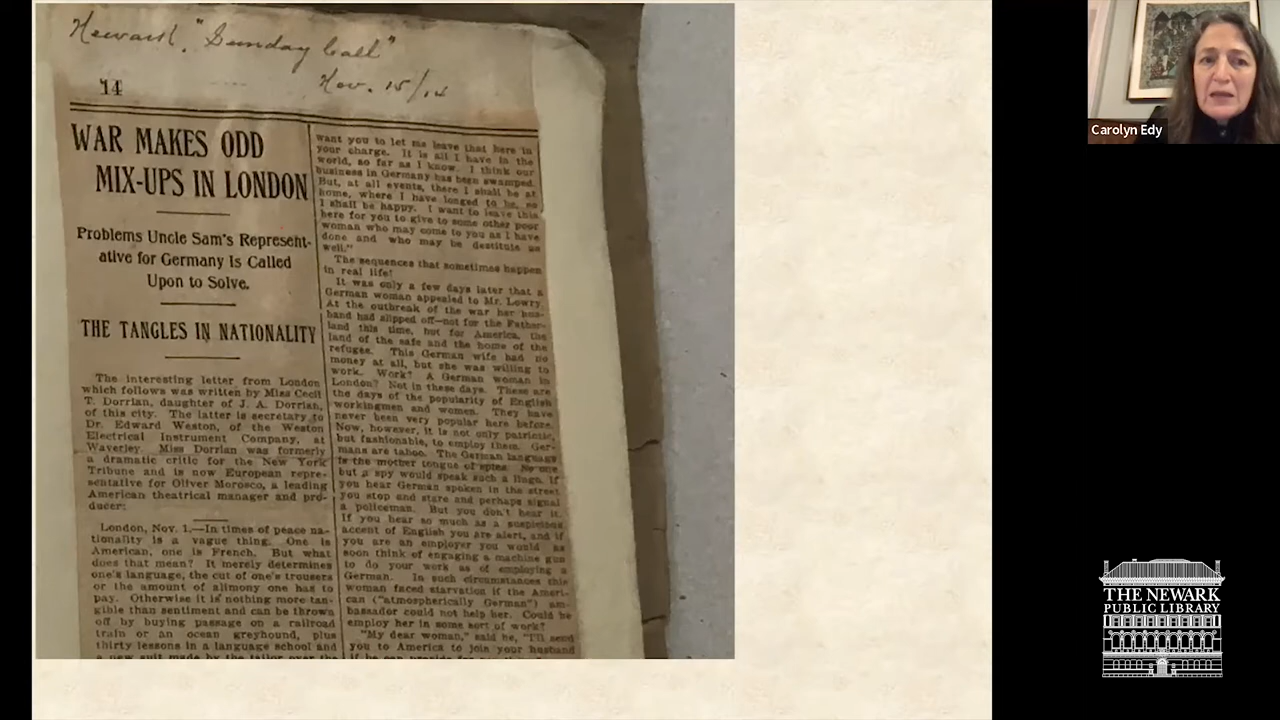 Newark, "Sunday Call"
Nov. 15/14
14
WAR MAKES ODD
MIX-UPS IN LONDON
Problems Uncle Sam's Represent-
ative for Germany Is Called
Upon to Solve.
THE TANGLES IN NATIONALITY
The interesting letter from London
which follows was written by Miss Cecil
T. Dorrian, daughter of J. A. Dorrian,
of this city. The latter is secretary to
Dr. Edward Weston, of the Weston
Electrical Instrument Company, at
Waverley. Miss Dorrian was formerly
a dramatic critic for the New York
Tribune and is now European repre-
sentative for Oliver Morosco, a leading
American theatrical manager and pro-
ducer:
London, Nov. 1.—In times of peace na-
tionality is a vague thing. One is
American, one is French. But what
does that mean? It merely determines
one's language, the cut of one's trousers
or the amount of alimony one has to
pay. Otherwise it is nothing more tan-
gible than sentiment and can be thrown
off by buying passage on a railroad
train or an ocean greyhound, plus
thirty lessons in a language school and
a new suit made by the tailor over the
want you to let me leave that here in
your charge. It is all I have in the
world, so far as I know. I think our
business in Germany has been swamped.
But, at all events, there I shall be at
home, where I have longed to be, so
I shall be happy. I want to leave this
here for you to give to some other poor
woman who may come to you as I have
done and who may be destitute as
well."
The sequences that sometimes happen
in real life!
It was only a few days later that a
German woman appealed to Mr. Lowry.
At the outbreak of the war her hus-
band had slipped off—not for the Father-
land this time, but for America, the
land of the safe and the home of the
refugee. This German wife had no
money at all, but she was willing to
work. Work? A German woman in
London? Not in these days. These are
the days of the popularity of English
workingmen and women. They have
never been very popular here before.
Now, however, it is not only patriotic,
but fashionable, to employ them. Ger-
mans are taboo. The German language
is the mother tongue of spies. No one
but a spy would speak such a lingo. If
you hear German spoken in the street
you stop and stare and perhaps signal
a policeman. But you don't hear it.
If you hear so much as a suspicious
accent of English you are alert, and if
you are an employer you would as
soon think of engaging a machine gun
to do your work as of employing a
German. In such circumstances this
woman faced starvation if the Ameri-
can ("atmospherically German") am-
bassador could not help her. Could he
employ her in some sort of work?
"My dear woman," said he, "I'll send
you to America to join your husband
Carolyn Edy
THE NEWARK
PUBLIC LIBRARY